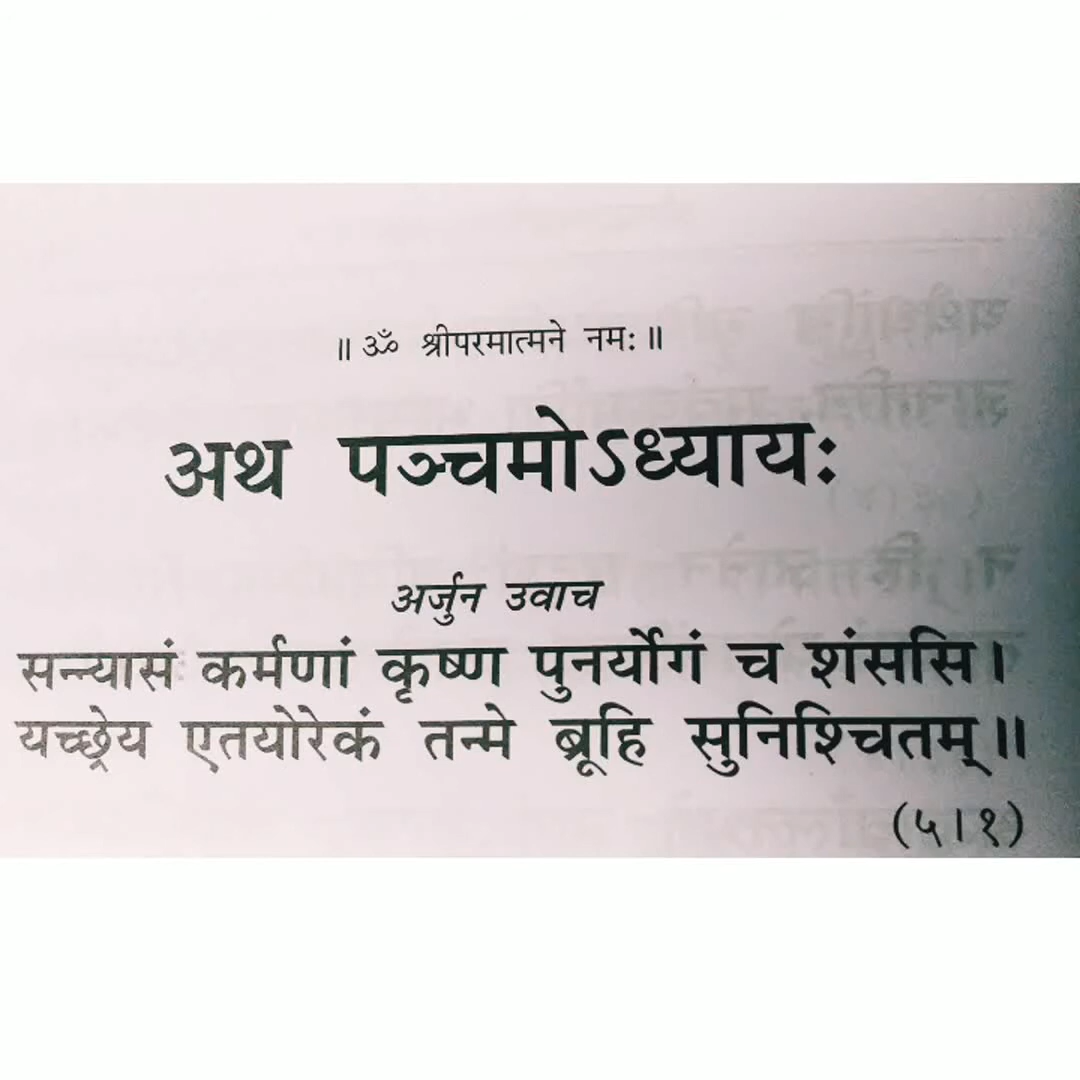 ॥ ॐ श्रीपरमात्मने नमः ॥
अथ पञ्चमोऽध्यायः
अर्जुन उवाच
सन्न्यासं कर्मणां कृष्ण पुनर्योगं च शंससि।
यच्छ्रेय एतयोरेकं तन्मे ब्रूहि सुनिश्चितम्॥
(५।१)